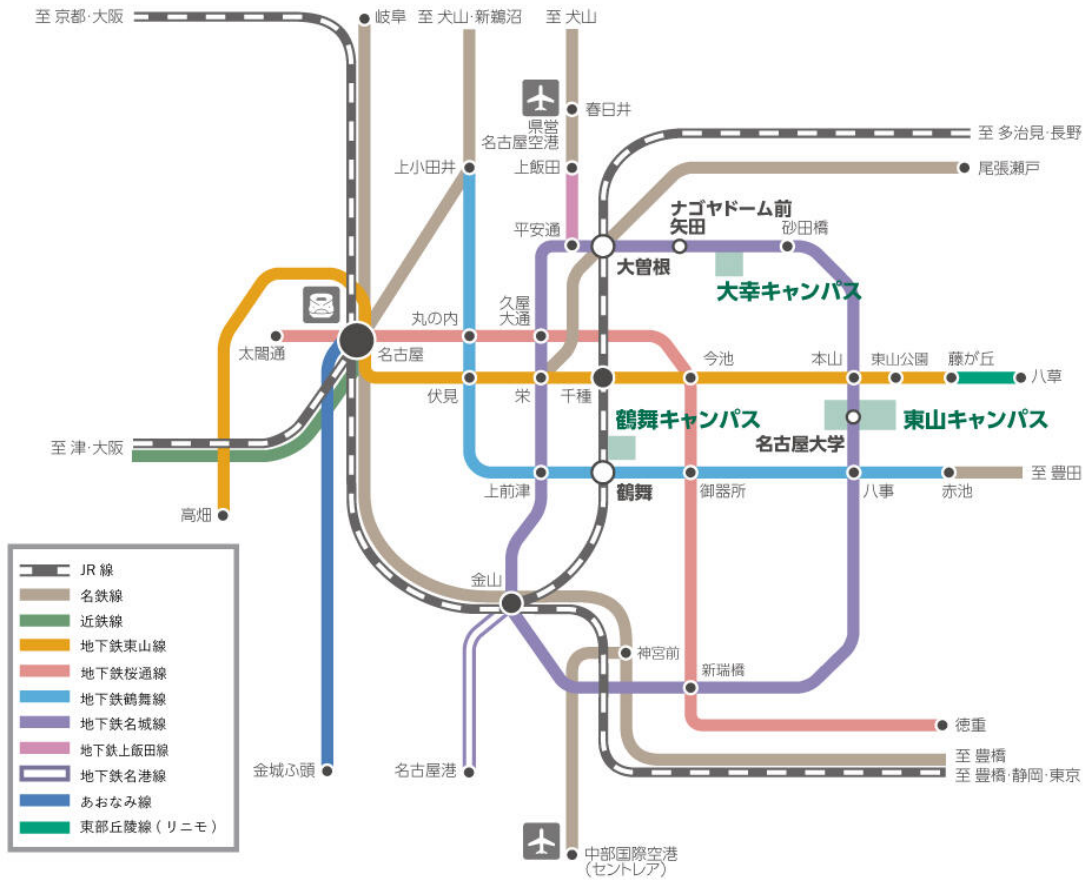 至 京都・大阪
岐阜
至 犬山・新鵜沼
至 犬山
春日井
県営
名古屋空港
至 多治見・長野
上小田井
上飯田
尾張瀬戸
平安通
大曽根
ナゴヤドーム前
矢田
砂田橋
大幸キャンパス
太閤通
名古屋
丸の内
久屋
大通
伏見
栄
千種
今池
本山
東山公園
藤が丘
八草
鶴舞キャンパス
東山キャンパス
名古屋大学
至 津・大阪
上前津
鶴舞
御器所
八事
赤池
至 豊田
高畑
金山
神宮前
新瑞橋
徳重
金城ふ頭
名古屋港
至 豊橋
至 豊橋・静岡・東京
中部国際空港
（セントレア）
JR 線
名鉄線
近鉄線
地下鉄東山線
地下鉄桜通線
地下鉄鶴舞線
地下鉄名城線
地下鉄上飯田線
地下鉄名港線
あおなみ線
東部丘陵線 ( リニモ )